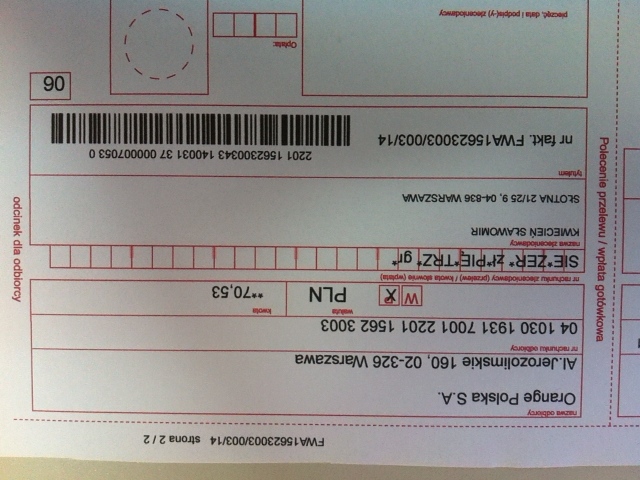 FWA15623003/003/14 strona 2 / 2
odcinek dla odbiorcy
nazwa odbiorcy
Orange Polska S.A.
Al.Jerozolimskie 160, 02-326 Warszawa
nr rachunku odbiorcy
04 1030 1931 7001 2201 1562 3003
W X
waluta
PLN
kwota
**70,53
nr rachunku zleceniodawcy (przelew) / kwota słownie (wpłata)
SIE*ZER* zł*PIĘ*TRZ* gr*
nazwa zleceniodawcy
KWIECIEŃ SŁAWOMIR
SŁOTNA 21/25 9, 04-836 WARSZAWA
tytułem
2201 1562300343 140031 37 000007053 0
nr fakt. FWA15623003/003/14
06
Opłata:
pieczęć, data i podpis(-y) zleceniodawcy
Polecenie przelewu / wpłata gotówkowa